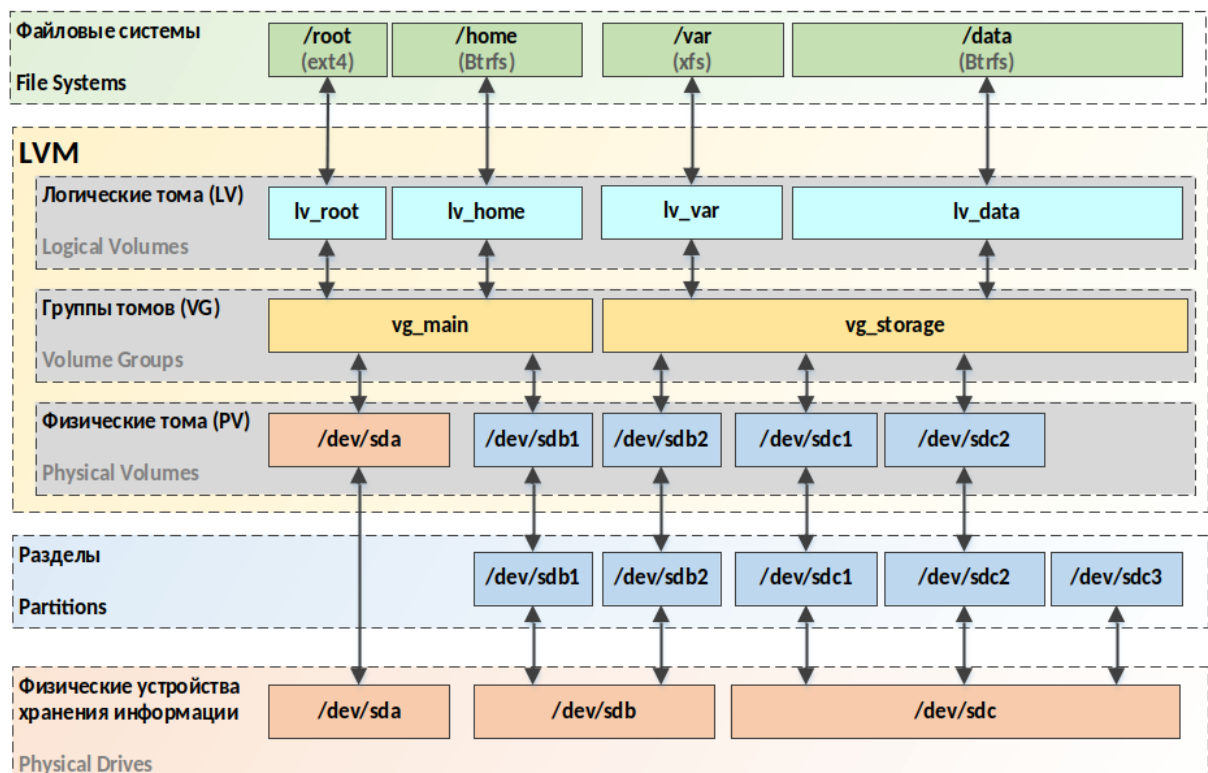 Файловые системы
File Systems
/root
(ext4)
/home
(Btrfs)
/var
(xfs)
/data
(Btrfs)
LVM
Логические тома (LV)
Logical Volumes
lv_root
lv_home
lv_var
lv_data
Группы томов (VG)
Volume Groups
vg_main
vg_storage
Физические тома (PV)
Physical Volumes
/dev/sda
/dev/sdb1
/dev/sdb2
/dev/sdc1
/dev/sdc2
Разделы
Partitions
/dev/sdb1
/dev/sdb2
/dev/sdc1
/dev/sdc2
/dev/sdc3
Физические устройства
хранения информации
Physical Drives
/dev/sda
/dev/sdb
/dev/sdc